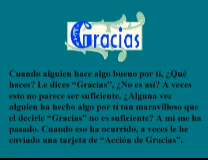 Gracias
Cuando alguien hace algo bueno por ti, ¿Qué
haces? Le dices “Gracias”, ¿No es así? A veces
esto no parece ser suficiente. ¿Alguna vez
alguien ha hecho algo por ti tan maravilloso que
el decirle “Gracias” no es suficiente? A mi me ha
pasado. Cuando eso ha ocurrido, a veces le he
enviado una tarjeta de “Acción de Gracias”.